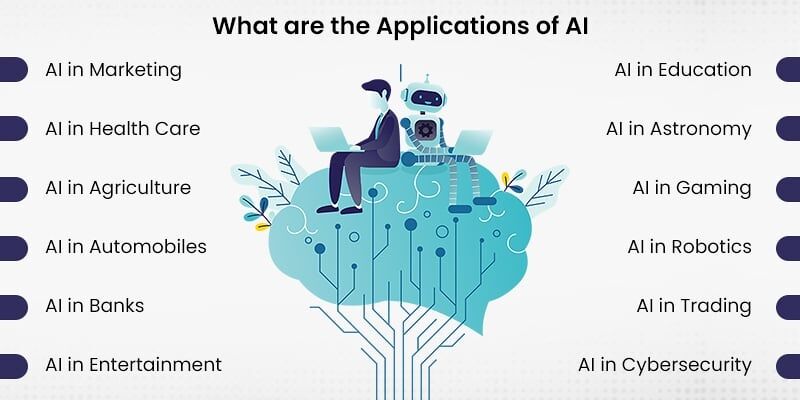 What are the Applications of AI
AI in Marketing
AI in Health Care
AI in Agriculture
AI in Automobiles
AI in Banks
AI in Entertainment
AI in Education
AI in Astronomy
AI in Gaming
AI in Robotics
AI in Trading
AI in Cybersecurity